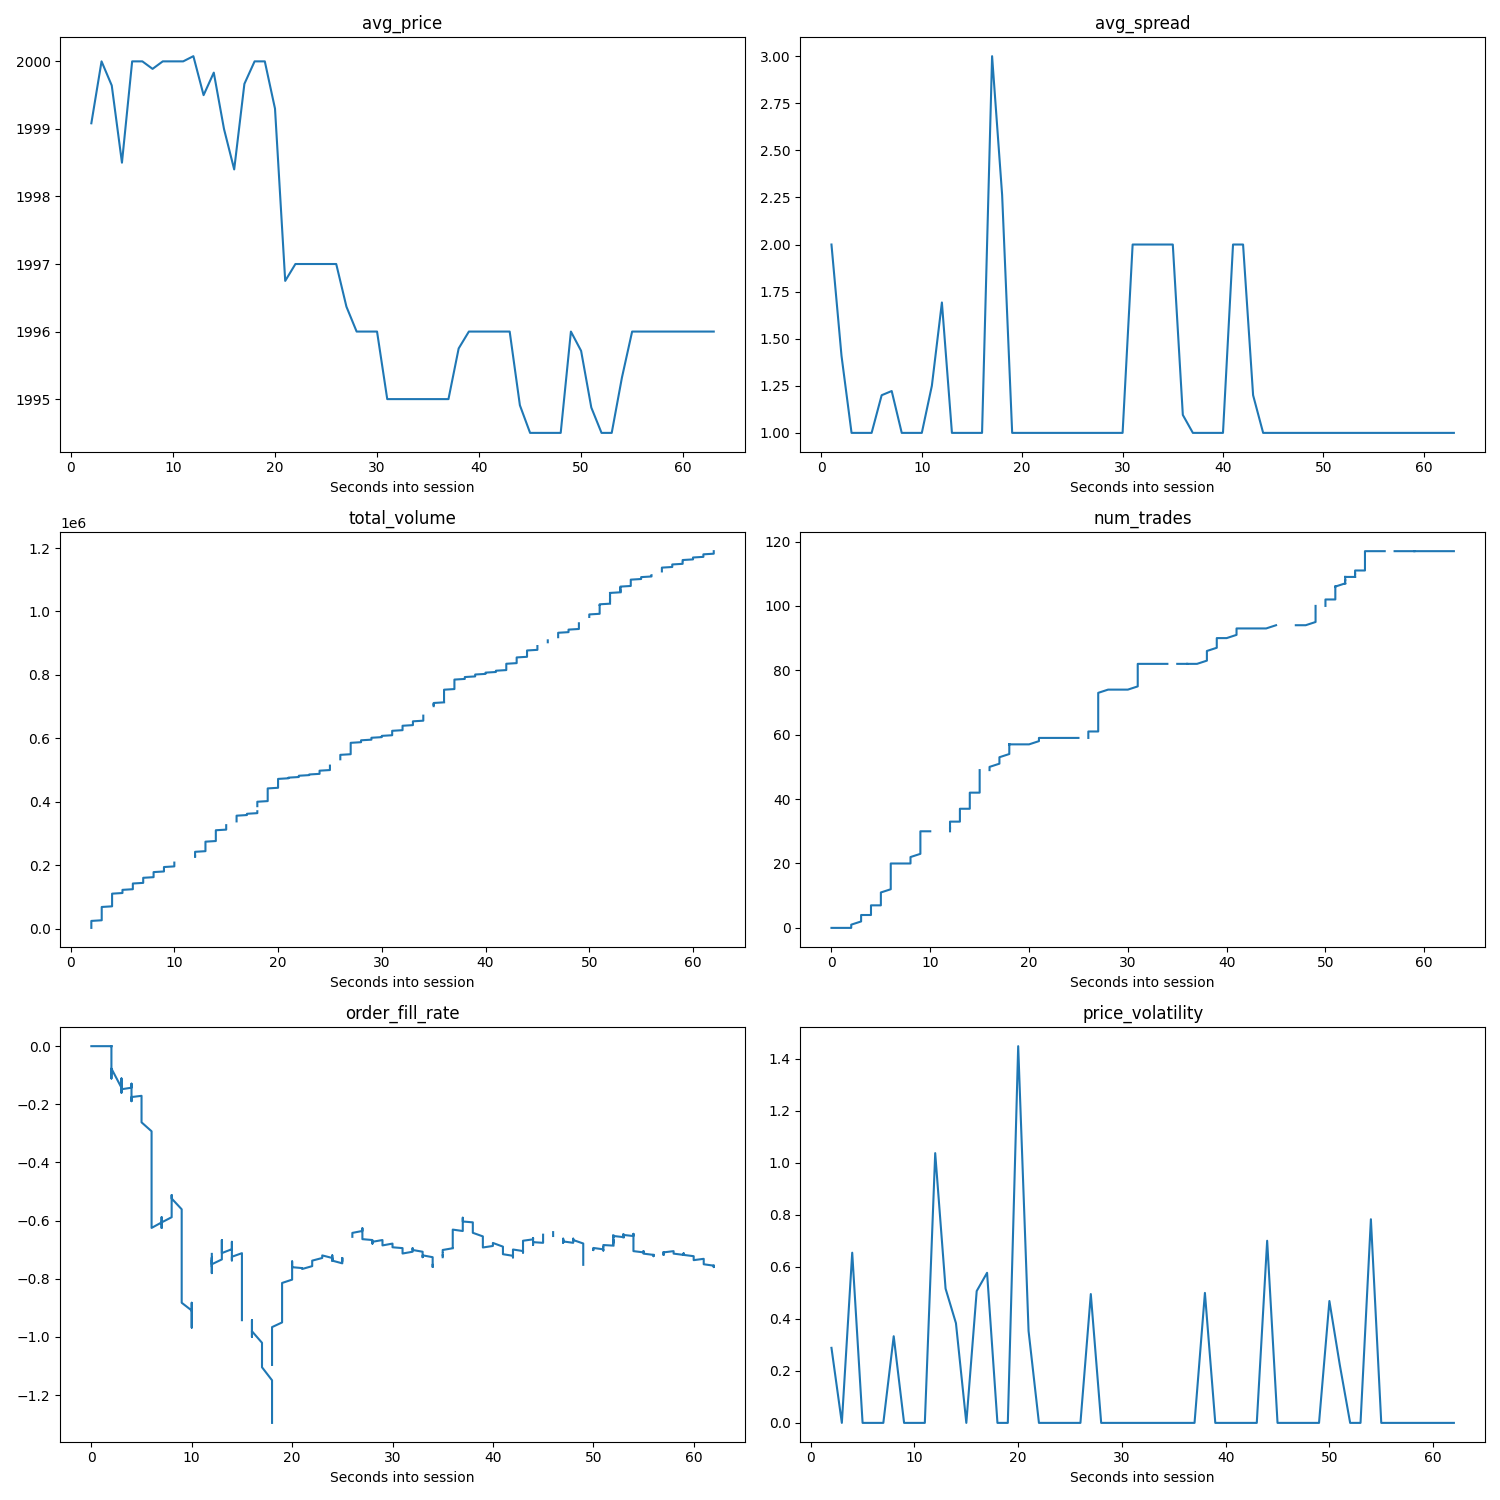 avg_price
2000
1999
1998
1997
1996
1995
0 10 20 30 40 50 60
Seconds into session
avg_spread
3.00
2.75
2.50
2.25
2.00
1.75
1.50
1.25
1.00
0 10 20 30 40 50 60
Seconds into session
total_volume
1e6
1.2
1.0
0.8
0.6
0.4
0.2
0.0
0 10 20 30 40 50 60
Seconds into session
num_trades
120
100
80
60
40
20
0
0 10 20 30 40 50 60
Seconds into session
order_fill_rate
0.0
−0.2
−0.4
−0.6
−0.8
−1.0
−1.2
0 10 20 30 40 50 60
Seconds into session
price_volatility
1.4
1.2
1.0
0.8
0.6
0.4
0.2
0.0
0 10 20 30 40 50 60
Seconds into session